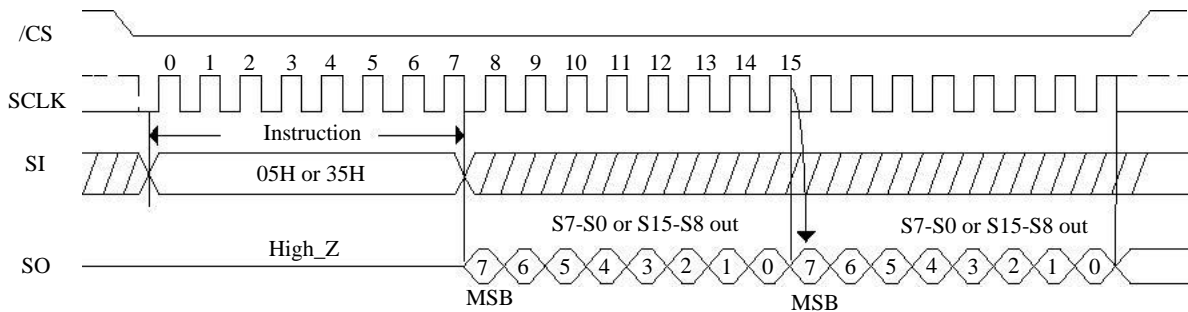 /CS
0 1 2 3 4 5 6 7 8 9 10 11 12 13 14 15
SCLK
Instruction
SI
05H or 35H
S7-S0 or S15-S8 out
S7-S0 or S15-S8 out
High_Z
SO
7 6 5 4 3 2 1 0 7 6 5 4 3 2 1 0
MSB
MSB